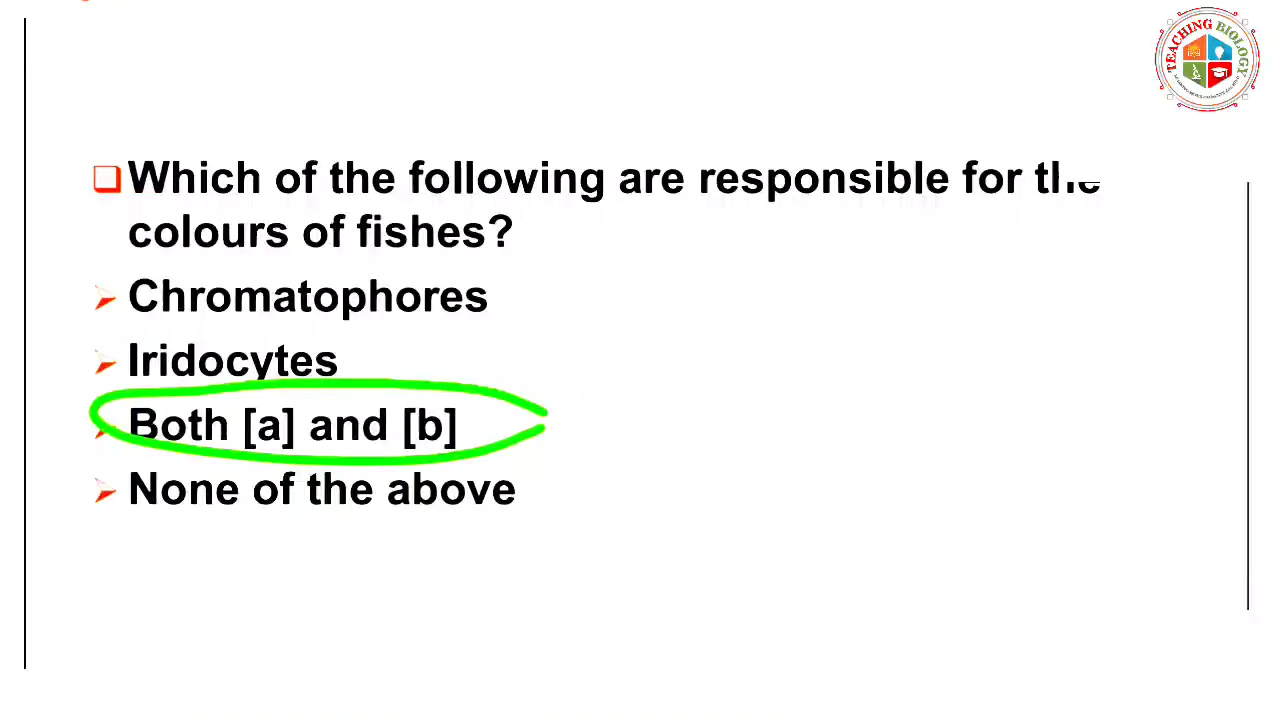 TEACHING BIOLOGY
Which of the following are responsible for the
colours of fishes?
Chromatophores
Iridocytes
Both [a] and [b]
None of the above